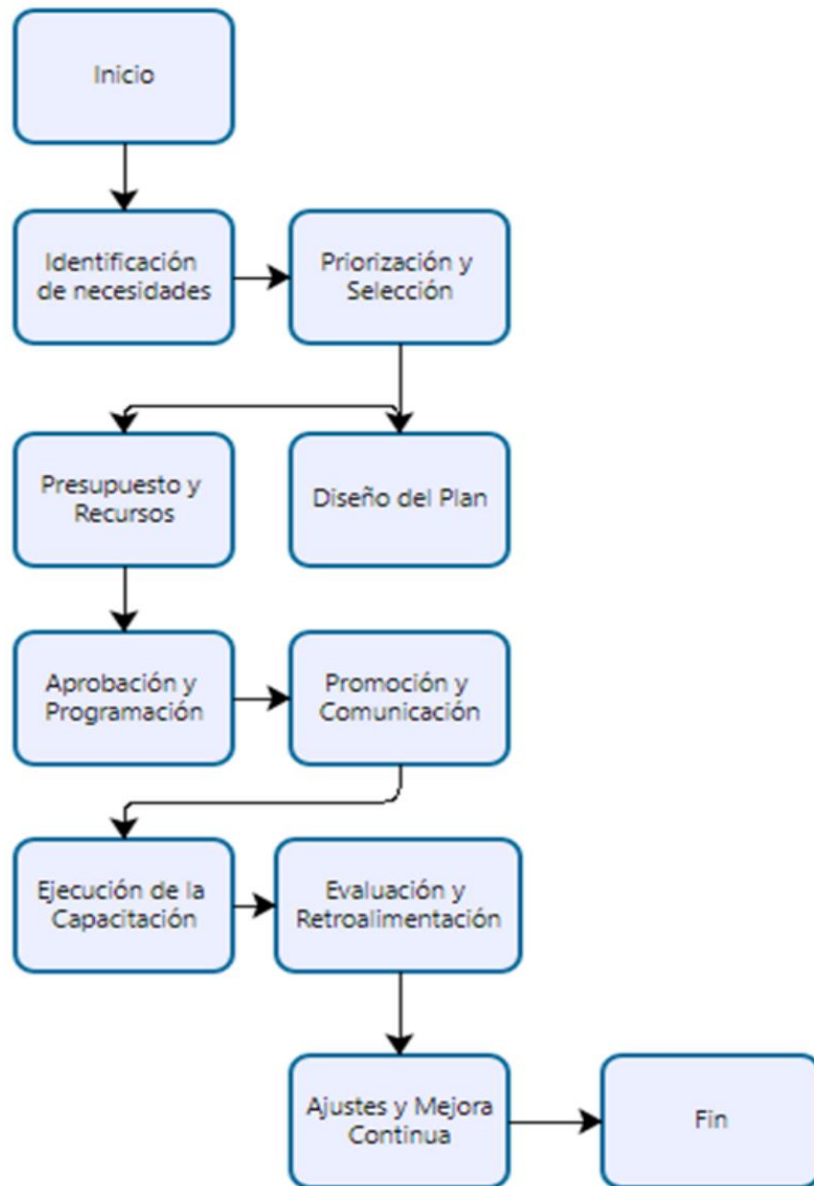 Inicio
Identificación
de necesidades
Priorización y
Selección
Presupuesto y
Recursos
Diseño del Plan
Aprobación y
Programación
Promoción y
Comunicación
Ejecución de la
Capacitación
Evaluación y
Retroalimentación
Ajustes y Mejora
Continua
Fin